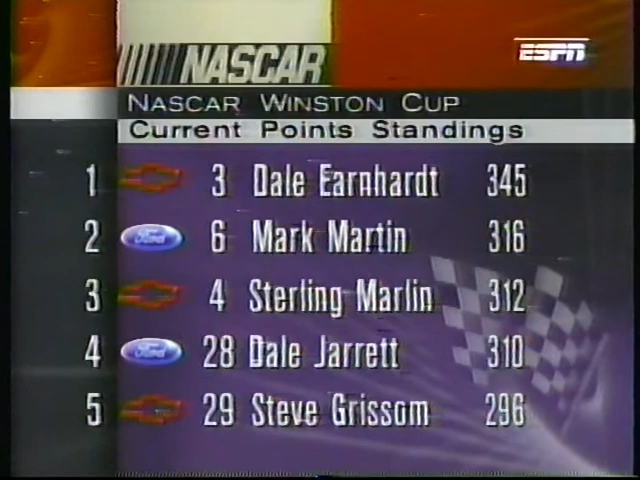 ESPN
NASCAR
NASCAR WINSTON CUP
Current Points Standings
1 3 Dale Earnhardt 345
2 Ford 6 Mark Martin 316
3 4 Sterling Marlin 312
4 Ford 28 Dale Jarrett 310
5 29 Steve Grissom 296